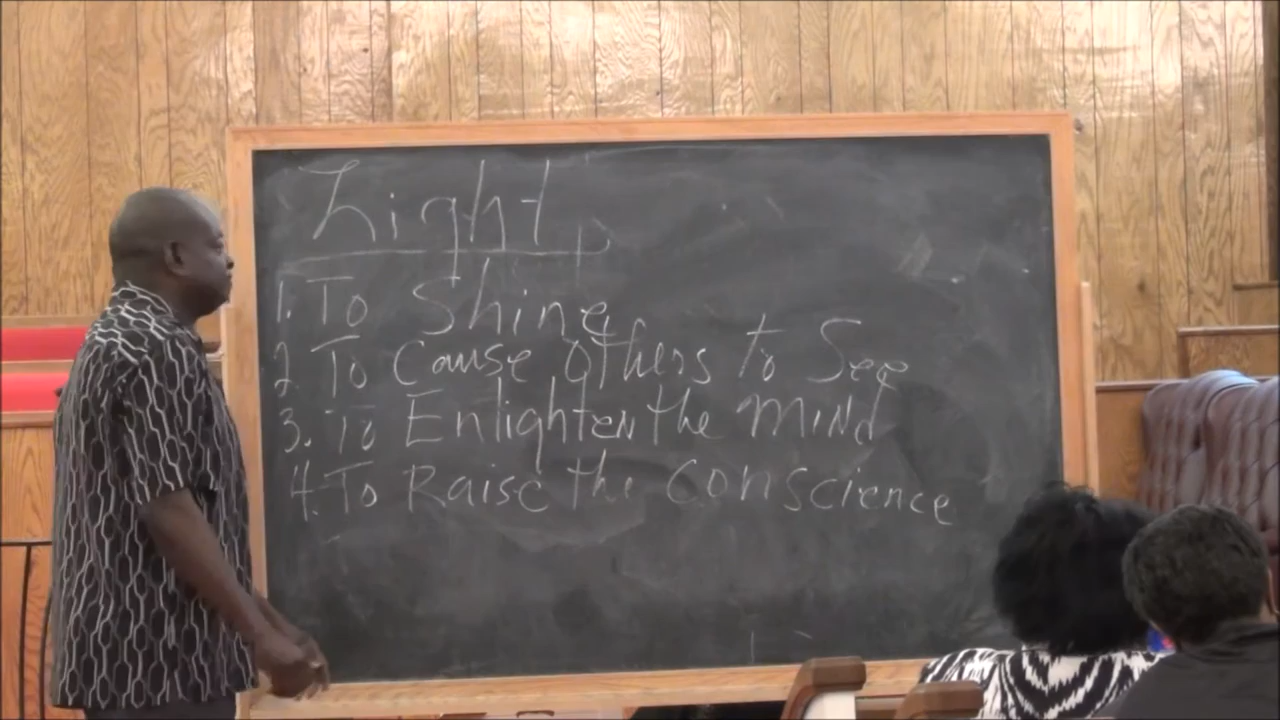 Light
1. To Shine
2 To Cause Others to See
3. To Enlighten the MIND
4. To Raise the Conscience